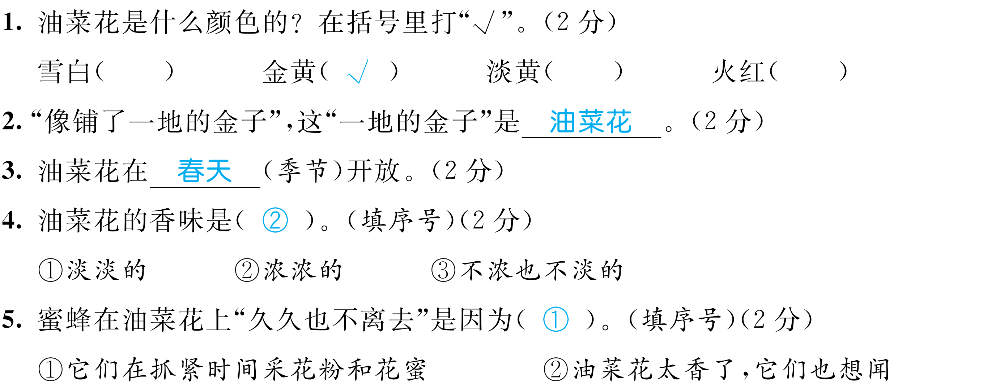 1. 油菜花是什么颜色的？在括号里打“√”。（2 分）
雪白（ ） 金黄（ √ ） 淡黄（ ） 火红（ ）
2. “像铺了一地的金子”，这“一地的金子”是 油菜花 。（2 分）
3. 油菜花在 春天 （季节）开放。（2 分）
4. 油菜花的香味是（ ② ）。（填序号）（2 分）
①淡淡的 ②浓浓的 ③不浓也不淡的
5. 蜜蜂在油菜花上“久久也不离去”是因为（ ① ）。（填序号）（2 分）
①它们在抓紧时间采花粉和花蜜 ②油菜花太香了，它们也想闻